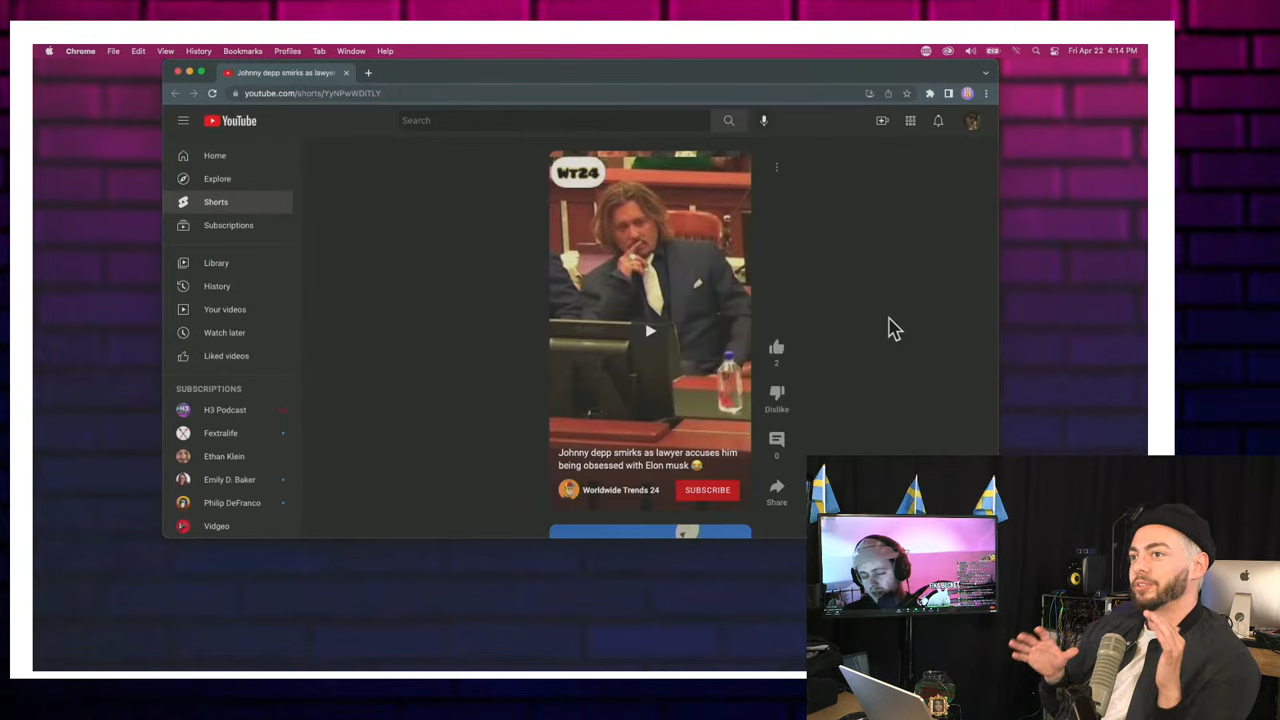 Chrome File Edit View History Bookmarks Profiles Tab Window Help
Fri Apr 22 4:14 PM
Johnny depp smirks as lawyer
youtube.com/shorts/YyNPwWDITLY
YouTube
Search
Home
Explore
Shorts
Subscriptions
Library
History
Your videos
Watch later
Liked videos
SUBSCRIPTIONS
H3 Podcast
Fextralife
Ethan Klein
Emily D. Baker
Philip DeFranco
Vidgeo
WT24
2
Dislike
0
Share
Johnny depp smirks as lawyer accuses him
being obsessed with Elon musk 😂
Worldwide Trends 24
SUBSCRIBE